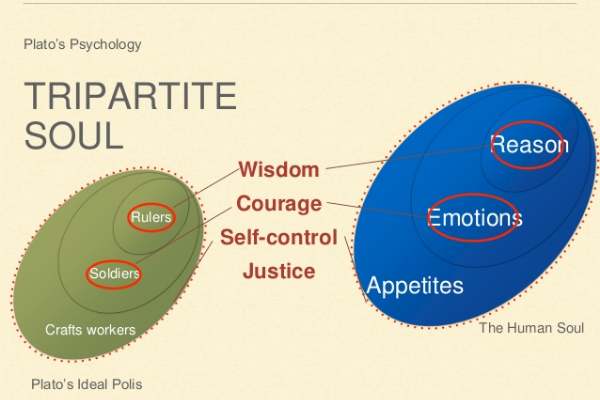 Plato's Psychology
TRIPARTITE
SOUL
Wisdom
Courage
Self-control
Justice
Rulers
Soldiers
Crafts workers
Plato's Ideal Polis
Reason
Emotions
Appetites
The Human Soul